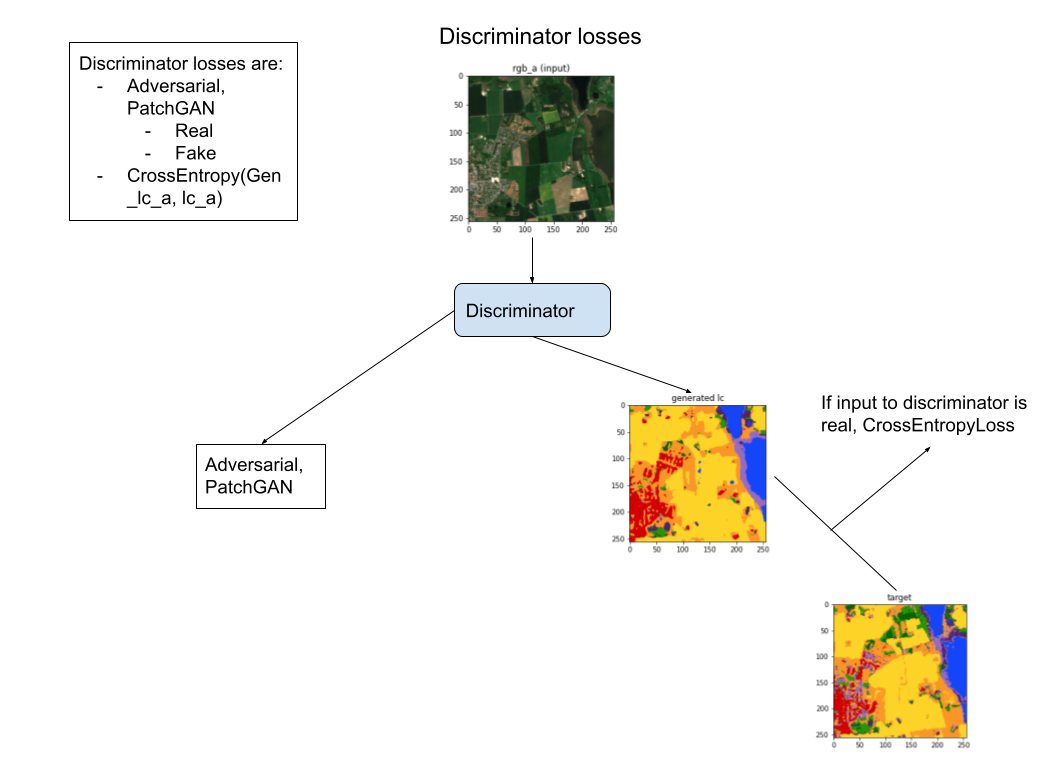 Discriminator losses
Discriminator losses are:
- Adversarial,
PatchGAN
- Real
- Fake
- CrossEntropy(Gen
_lc_a, lc_a)
rgb_a (input)
0
50
100
150
200
250
0 50 100 150 200 250
Discriminator
Adversarial,
PatchGAN
generated lc
0
50
100
150
200
250
0 50 100 150 200 250
If input to discriminator is
real, CrossEntropyLoss
target
0
50
100
150
200
250
0 50 100 150 200 250